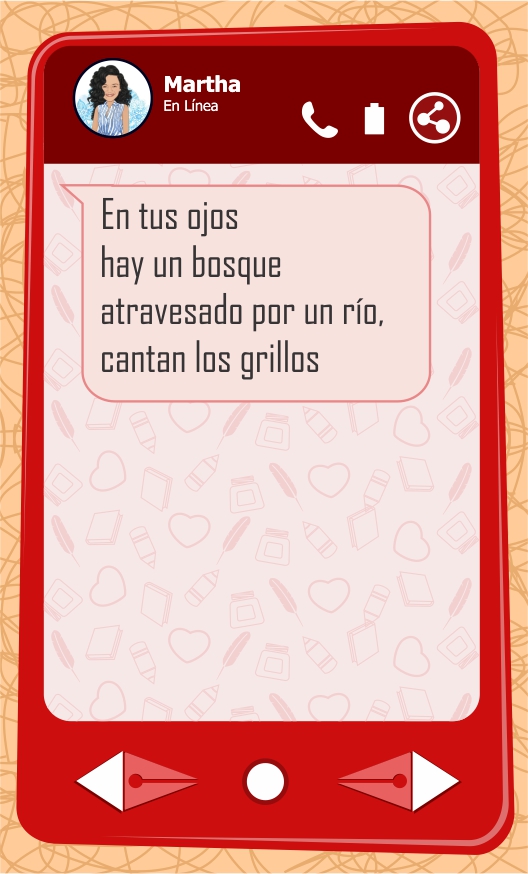 Martha
En Línea
En tus ojos
hay un bosque
atravesado por un río,
cantan los grillos